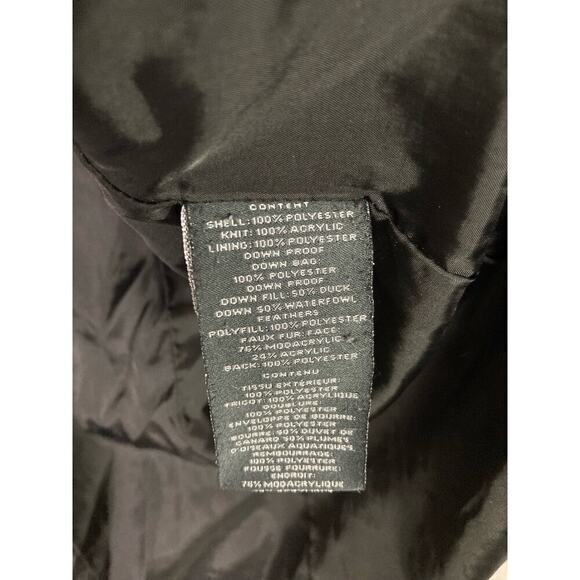 CONTENT
SHELL: 100% POLYESTER
KNIT: 100% ACRYLIC
LINING: 100% POLYESTER
DOWN PROOF
DOWN BAG:
100% POLYESTER
DOWN PROOF
DOWN FILL: 50% DUCK
DOWN 50% WATERFOWL
FEATHERS
POLYFILL: 100% POLYESTER
FAUX FUR: FACE:
76% MODACRYLIC
24% ACRYLIC
BACK: 100% POLYESTER
CONTENU
TISSU EXTÉRIEUR:
100% POLYESTER
TRICOT: 100% ACRYLIQUE
DOUBLURE:
100% POLYESTER
ENVELOPPE DE BOURRE
100% POLYESTER
BOURRE: 50% DUVET DE
CANARD 50% PLUMES
D'OISEAUX AQUATIQUES
REMBOURRAGE:
100% POLYESTER
FOUSSE FOURRURE:
ENDROIT:
76% MODACRYLIQUE